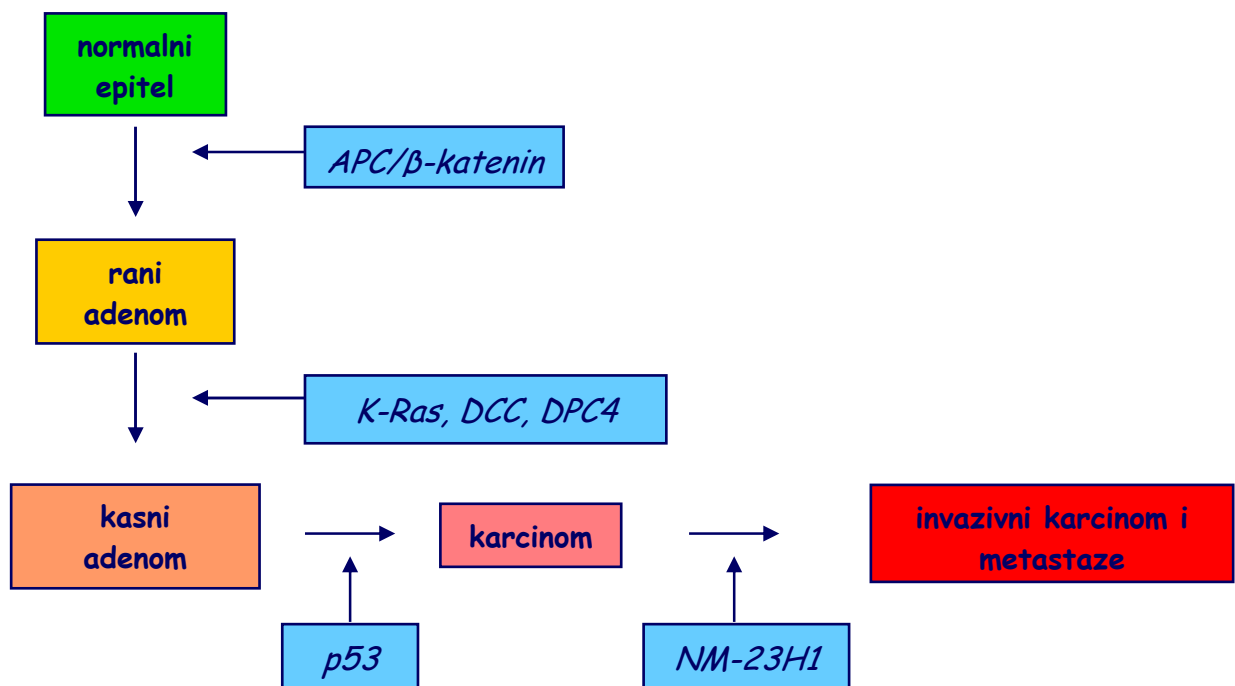 normalni
epitel
APC/β-katenin
rani
adenom
K-Ras, DCC, DPC4
kasni
adenom
karcinom
invazivni karcinom i
metastaze
p53
NM-23H1